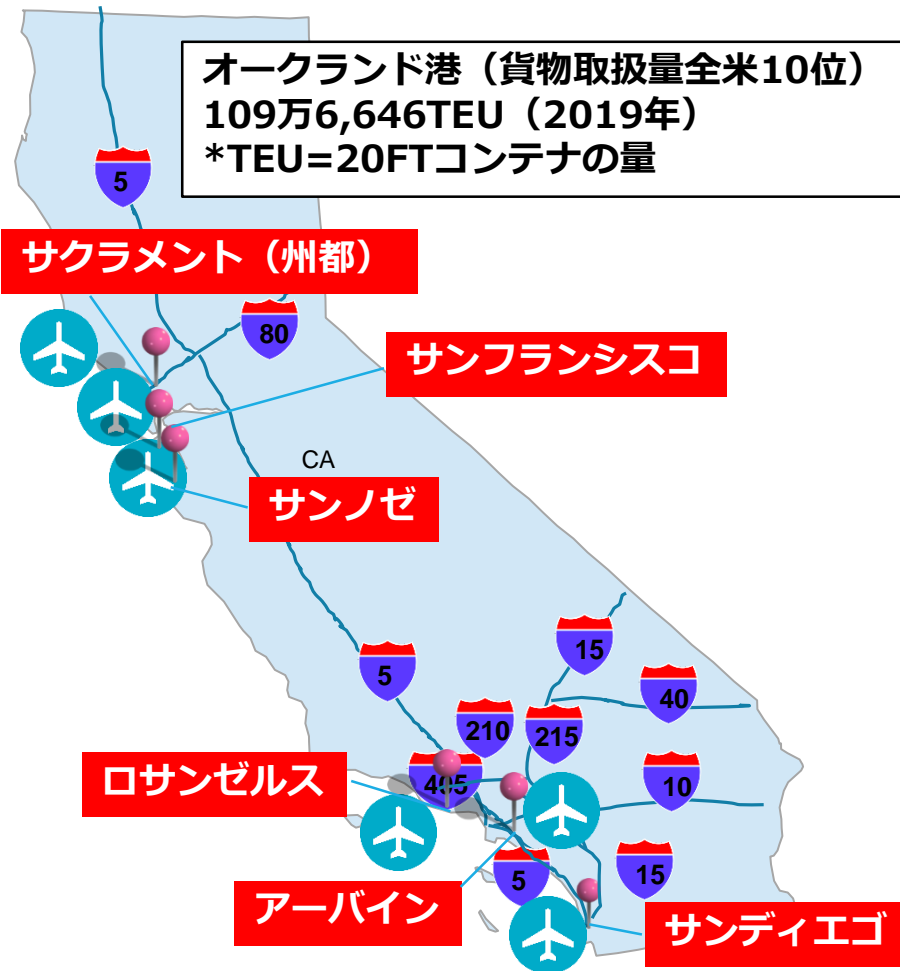 オークランド港（貨物取扱量全米10位）
109万6,646TEU（2019年）
*TEU=20FTコンテナの量
5
サクラメント（州都）
80
サンフランシスコ
CA
サンノゼ
15
5
40
210
215
405
10
ロサンゼルス
5
15
アーバイン
サンディエゴ